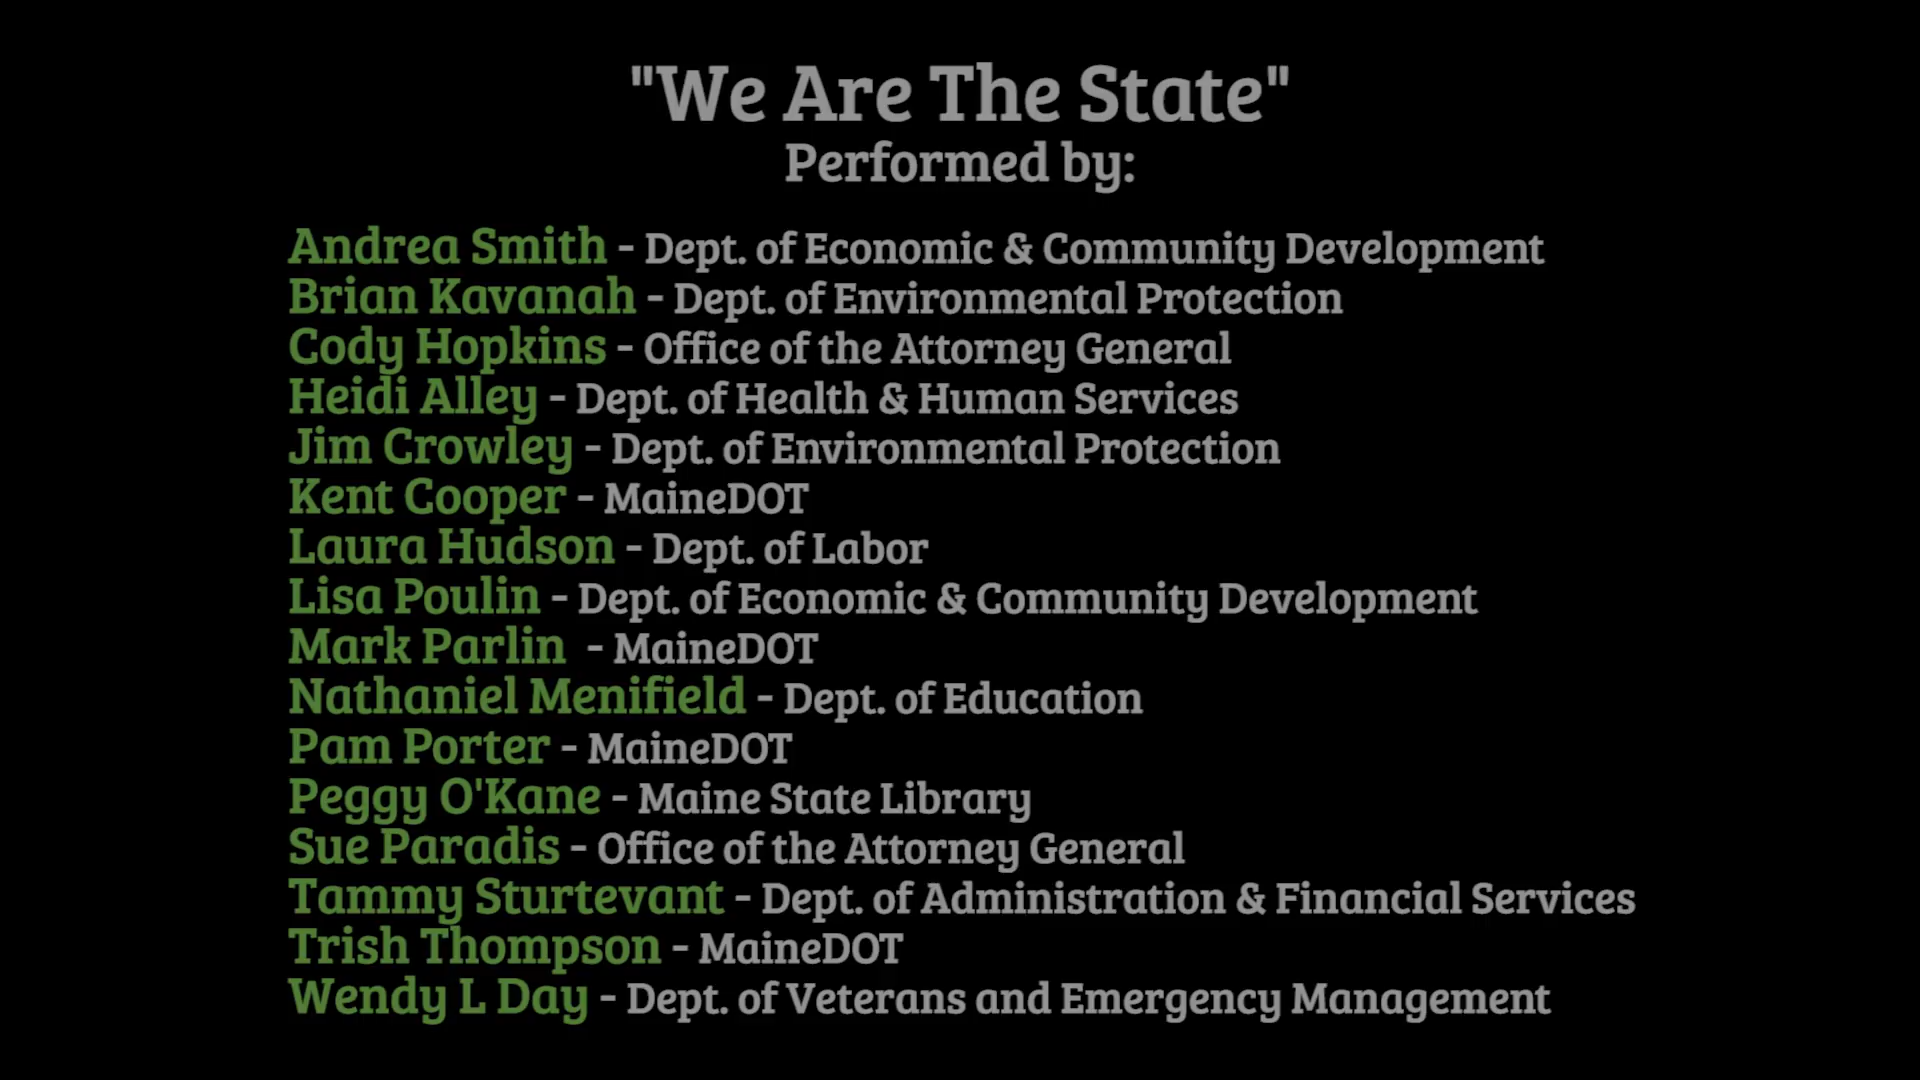 "We Are The State"
Performed by:
Andrea Smith - Dept. of Economic & Community Development
Brian Kavanah - Dept. of Environmental Protection
Cody Hopkins - Office of the Attorney General
Heidi Alley - Dept. of Health & Human Services
Jim Crowley - Dept. of Environmental Protection
Kent Cooper - MaineDOT
Laura Hudson - Dept. of Labor
Lisa Poulin - Dept. of Economic & Community Development
Mark Parlin  - MaineDOT
Nathaniel Menifield - Dept. of Education
Pam Porter - MaineDOT
Peggy O'Kane - Maine State Library
Sue Paradis - Office of the Attorney General
Tammy Sturtevant - Dept. of Administration & Financial Services
Trish Thompson - MaineDOT
Wendy L Day - Dept. of Veterans and Emergency Management